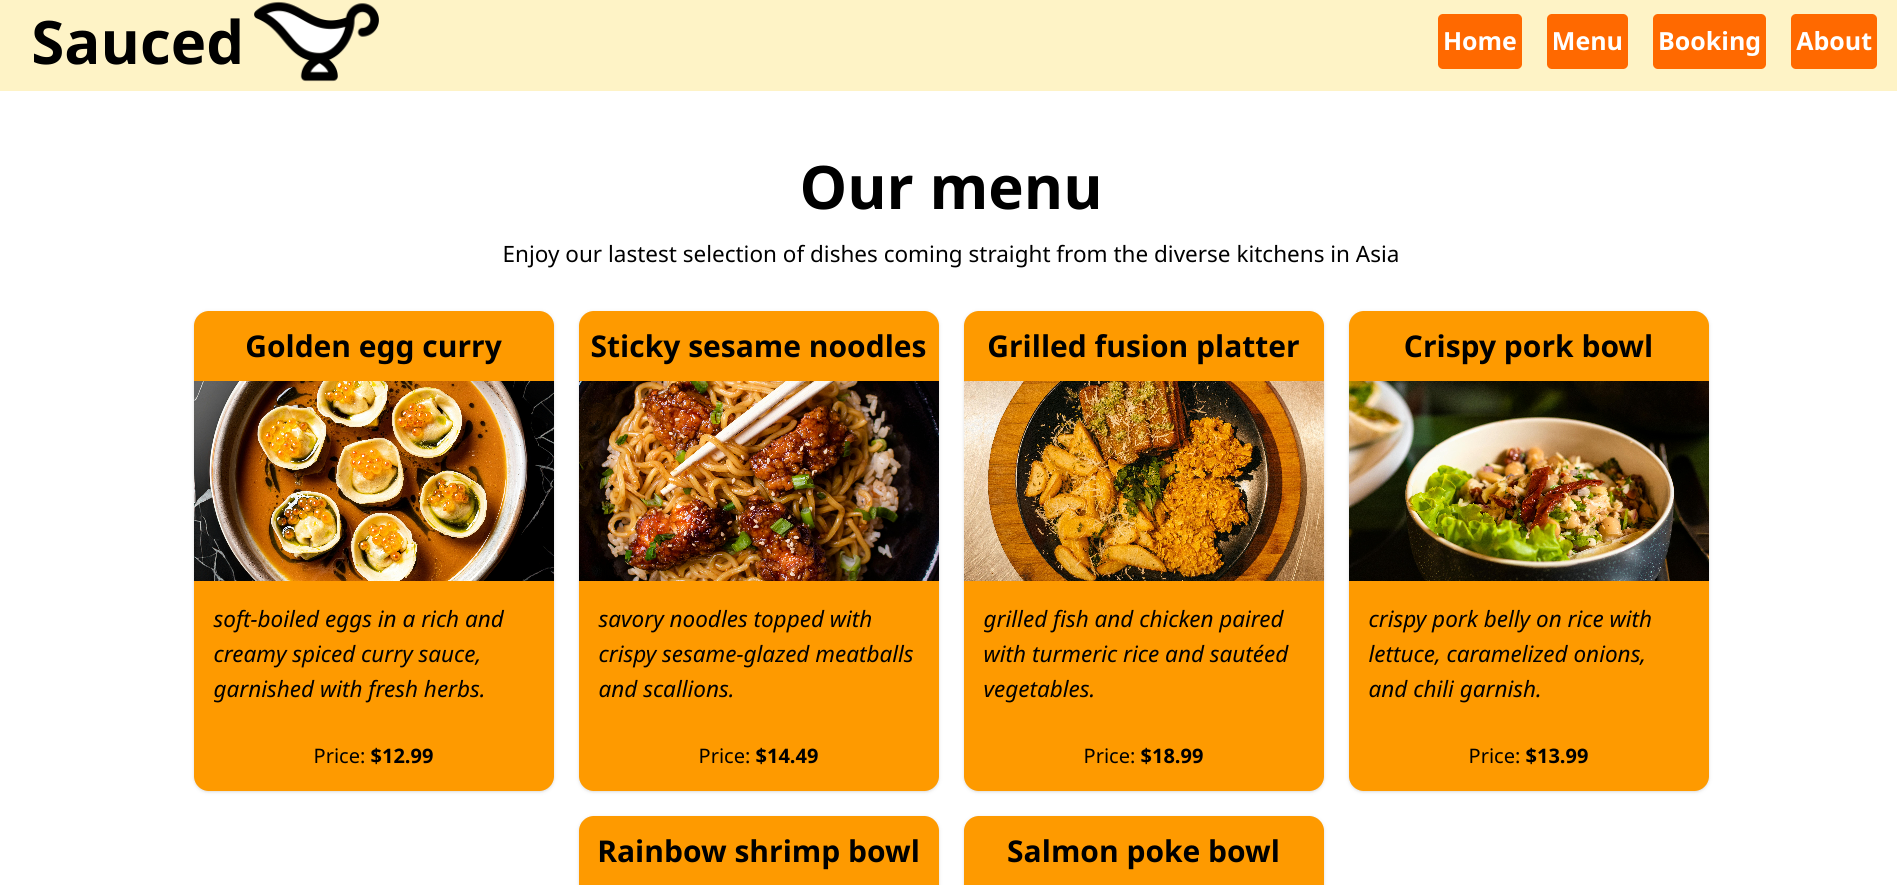 Sauced
Home Menu Booking About
Our menu
Enjoy our lastest selection of dishes coming straight from the diverse kitchens in Asia
Golden egg curry
soft-boiled eggs in a rich and
creamy spiced curry sauce,
garnished with fresh herbs.
Price: $12.99
Sticky sesame noodles
savory noodles topped with
crispy sesame-glazed meatballs
and scallions.
Price: $14.49
Grilled fusion platter
grilled fish and chicken paired
with turmeric rice and sautéed
vegetables.
Price: $18.99
Crispy pork bowl
crispy pork belly on rice with
lettuce, caramelized onions,
and chili garnish.
Price: $13.99
Rainbow shrimp bowl
Salmon poke bowl